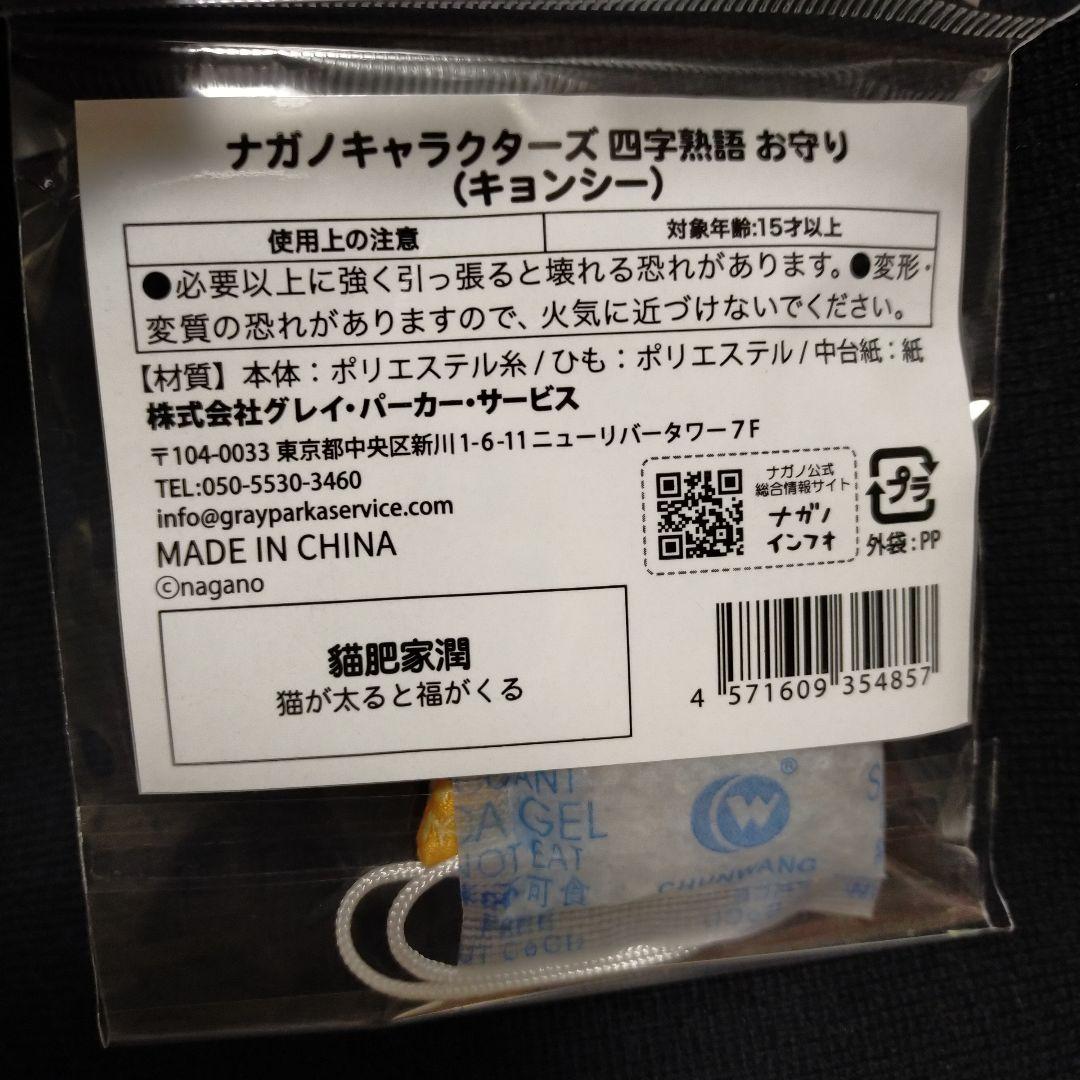 ナガノキャラクターズ 四字熟語 お守り
(キョンシー)
使用上の注意
対象年齢:15才以上
●必要以上に強く引っ張ると壊れる恐れがあります。●変形・
変質の恐れがありますので、火気に近づけないでください。
【材質】本体:ポリエステル糸/ひも:ポリエステル/中台紙:紙
株式会社グレイ・パーカー・サービス
〒104-0033 東京都中央区新川1-6-11ニューリバータワー7F
TEL:050-5530-3460
info@grayparkaservice.com
MADE IN CHINA
©nagano
ナガノ公式
総合情報サイト
ナガノ
インフォ
プラ
外袋:PP
貓肥家潤
猫が太ると福がくる
4 571609 354857
GEL
EAT
可食
W
®
CHUNWANG